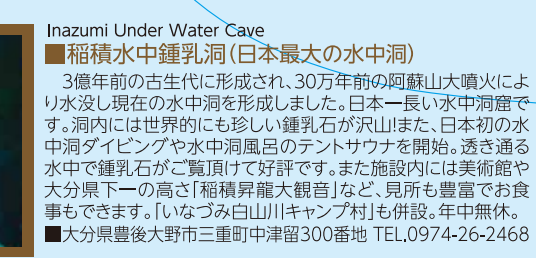 Inazumi Under Water Cave
■稲積水中鍾乳洞(日本最大の水中洞)
3億年前の古生代に形成され、30万年前の阿蘇山大噴火によ
り水没し現在の水中洞を形成しました。日本一長い水中洞窟で
す。洞内には世界的にも珍しい鍾乳石が沢山!また、日本初の水
中洞ダイビングや水中洞風呂のテントサウナを開始。透き通る
水中で鍾乳石がご覧頂けて好評です。また施設内には美術館や
大分県下一の高さ「稲積昇龍大観音」など、見所も豊富でお食
事もできます。「いなづみ白山川キャンプ村」も併設。年中無休。
■大分県豊後大野市三重町中津留300番地 TEL.0974-26-2468